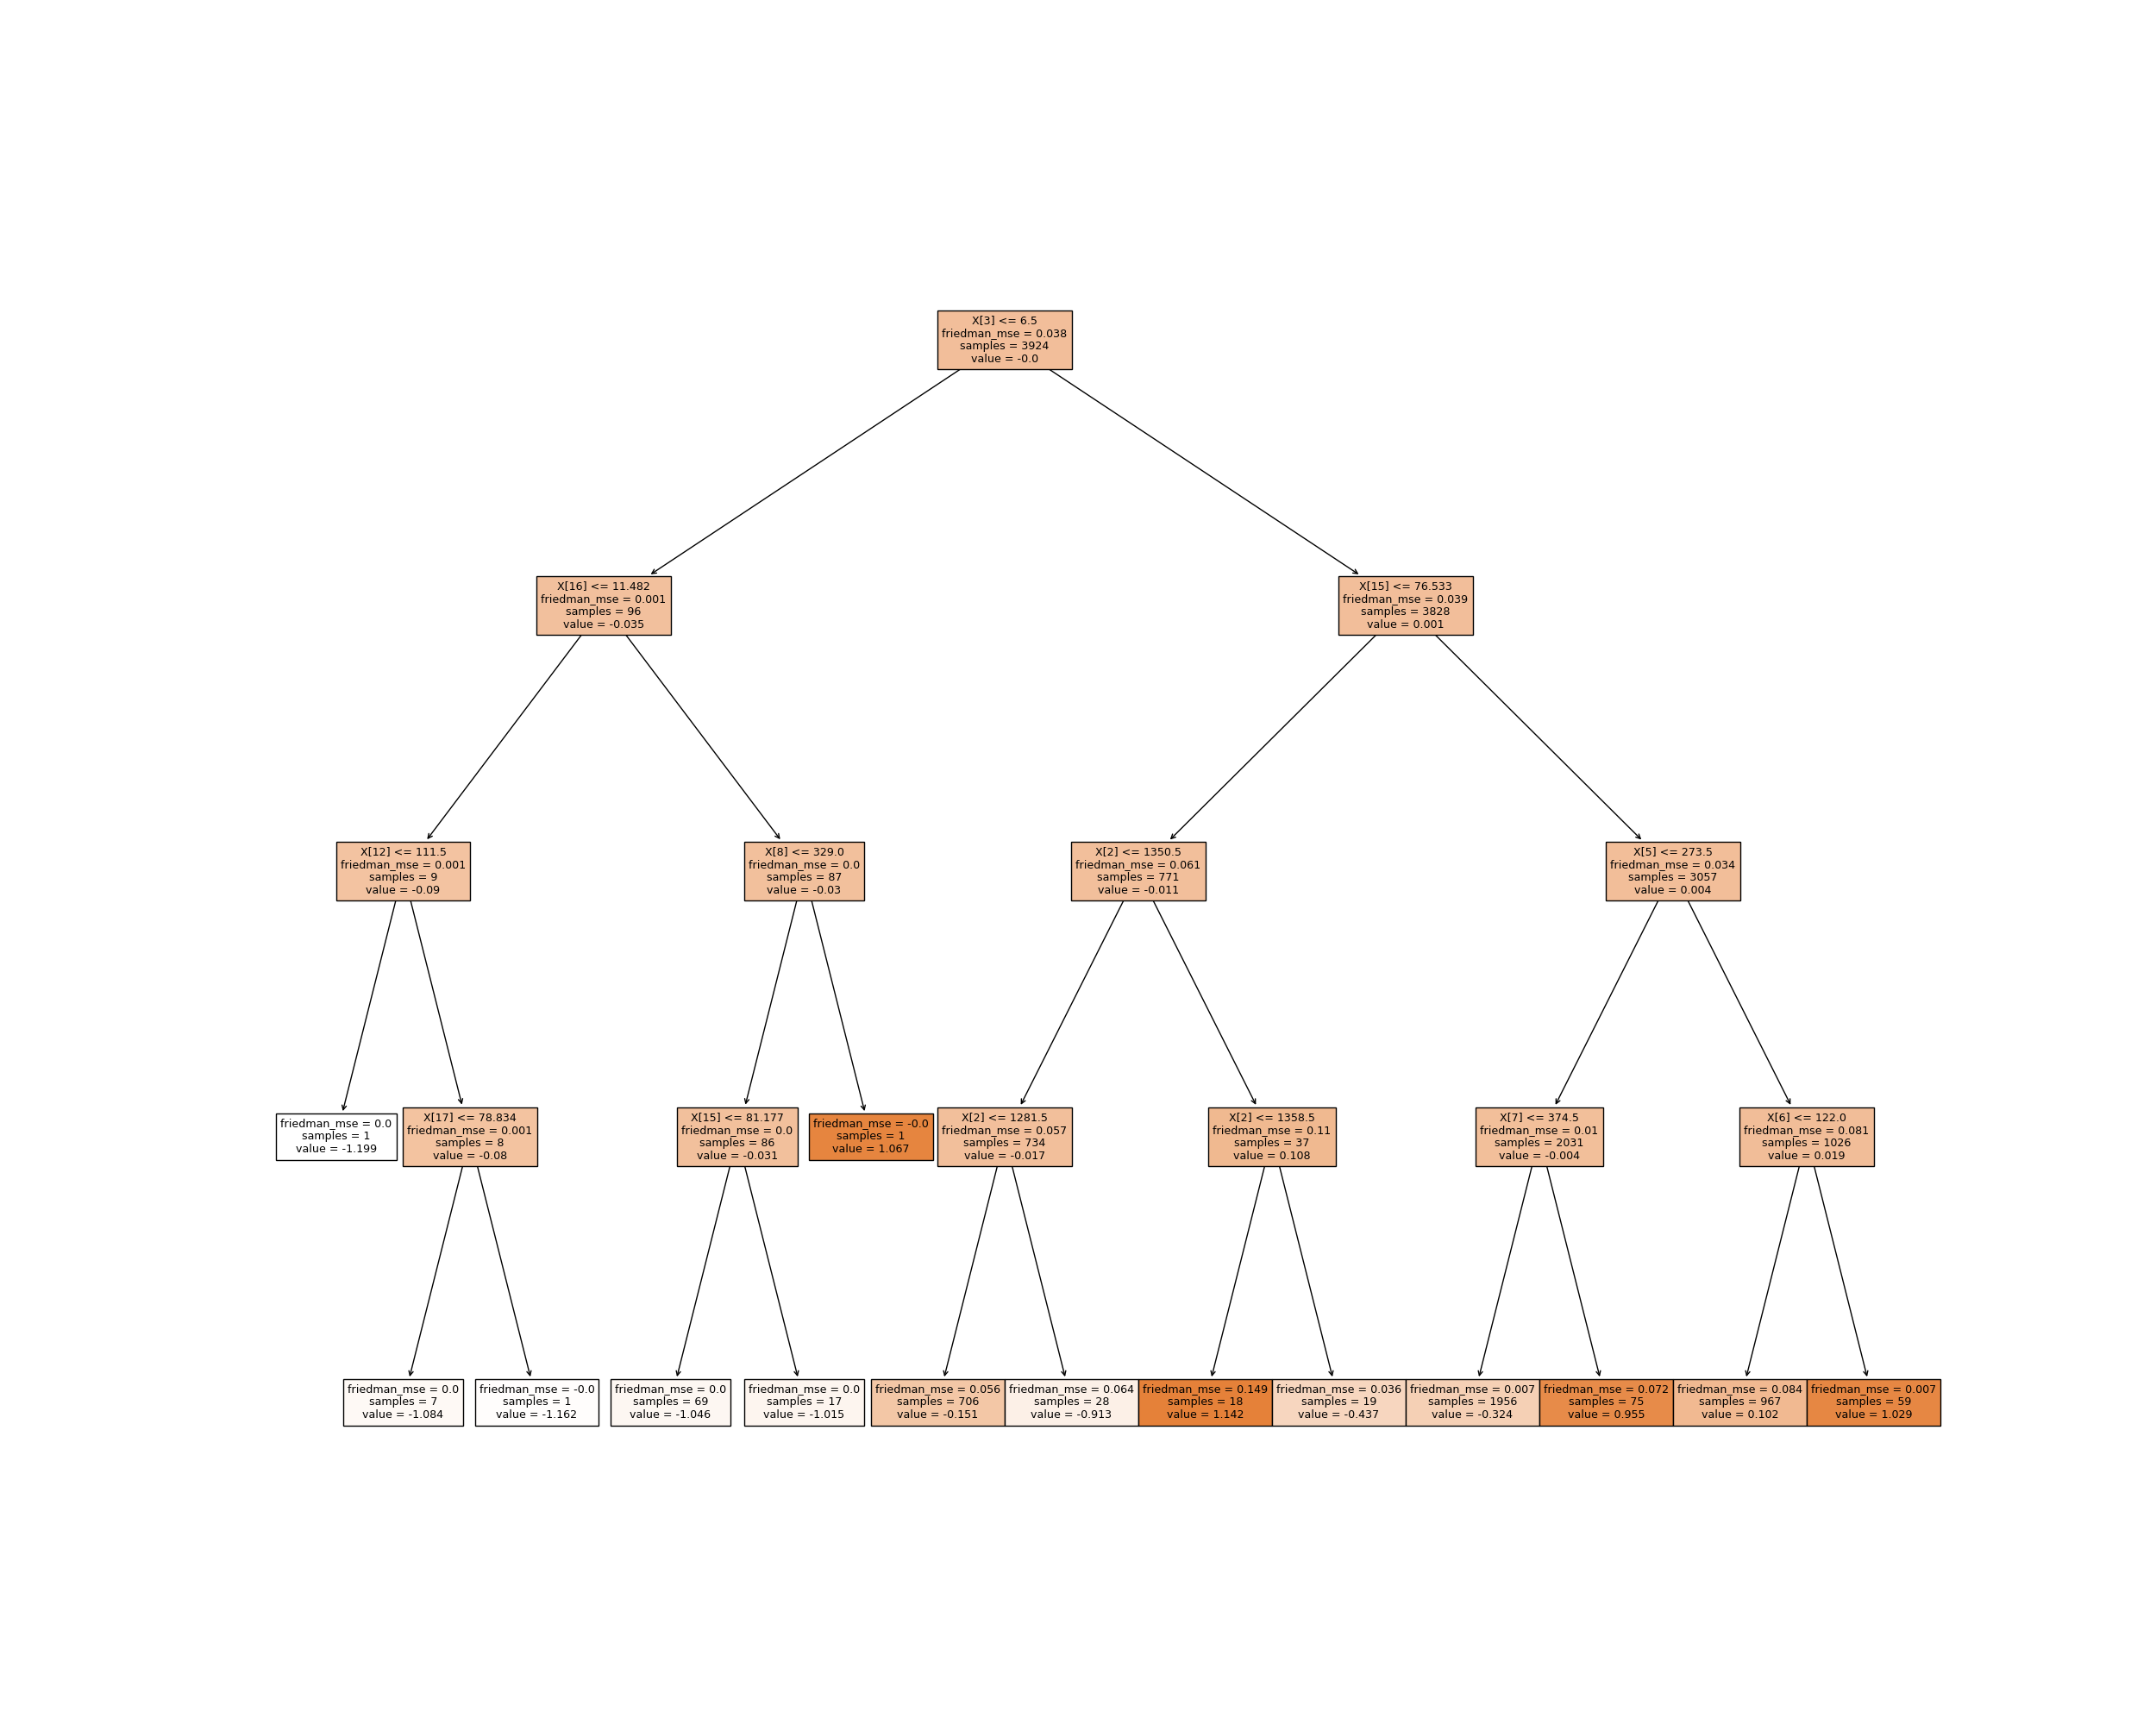 X[3] <= 6.5
friedman_mse = 0.038
samples = 3924
value = -0.0
X[16] <= 11.482
friedman_mse = 0.001
samples = 96
value = -0.035
X[15] <= 76.533
friedman_mse = 0.039
samples = 3828
value = 0.001
X[12] <= 111.5
friedman_mse = 0.001
samples = 9
value = -0.09
X[8] <= 329.0
friedman_mse = 0.0
samples = 87
value = -0.03
X[2] <= 1350.5
friedman_mse = 0.061
samples = 771
value = -0.011
X[5] <= 273.5
friedman_mse = 0.034
samples = 3057
value = 0.004
friedman_mse = 0.0
samples = 1
value = -1.199
X[17] <= 78.834
friedman_mse = 0.001
samples = 8
value = -0.08
X[15] <= 81.177
friedman_mse = 0.0
samples = 86
value = -0.031
friedman_mse = -0.0
samples = 1
value = 1.067
X[2] <= 1281.5
friedman_mse = 0.057
samples = 734
value = -0.017
X[2] <= 1358.5
friedman_mse = 0.11
samples = 37
value = 0.108
X[7] <= 374.5
friedman_mse = 0.01
samples = 2031
value = -0.004
X[6] <= 122.0
friedman_mse = 0.081
samples = 1026
value = 0.019
friedman_mse = 0.0
samples = 7
value = -1.084
friedman_mse = -0.0
samples = 1
value = -1.162
friedman_mse = 0.0
samples = 69
value = -1.046
friedman_mse = 0.0
samples = 17
value = -1.015
friedman_mse = 0.056
samples = 706
value = -0.151
friedman_mse = 0.064
samples = 28
value = -0.913
friedman_mse = 0.149
samples = 18
value = 1.142
friedman_mse = 0.036
samples = 19
value = -0.437
friedman_mse = 0.007
samples = 1956
value = -0.324
friedman_mse = 0.072
samples = 75
value = 0.955
friedman_mse = 0.084
samples = 967
value = 0.102
friedman_mse = 0.007
samples = 59
value = 1.029